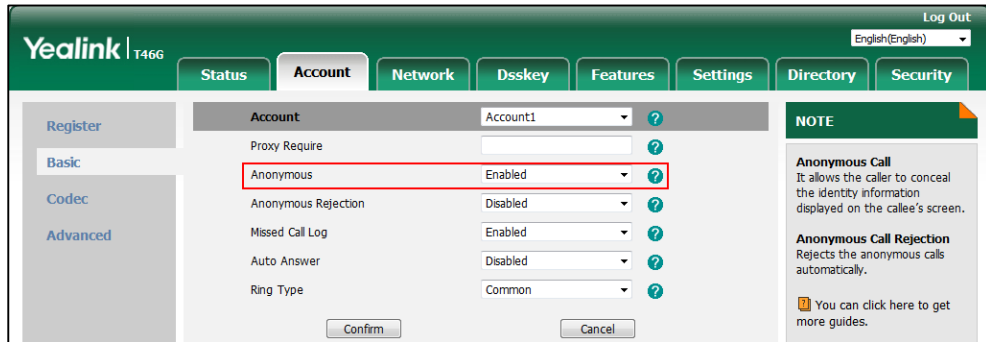 Log Out
Yealink T46G
English(English)
Status Account Network Dsskey Features Settings Directory Security
Register
Basic
Codec
Advanced
Account Account1 ?
Proxy Require ?
Anonymous Enabled ?
Anonymous Rejection Disabled ?
Missed Call Log Enabled ?
Auto Answer Disabled ?
Ring Type Common ?
Confirm Cancel
NOTE
Anonymous Call
It allows the caller to conceal
the identity information
displayed on the callee's screen.
Anonymous Call Rejection
Rejects the anonymous calls
automatically.
? You can click here to get
more guides.